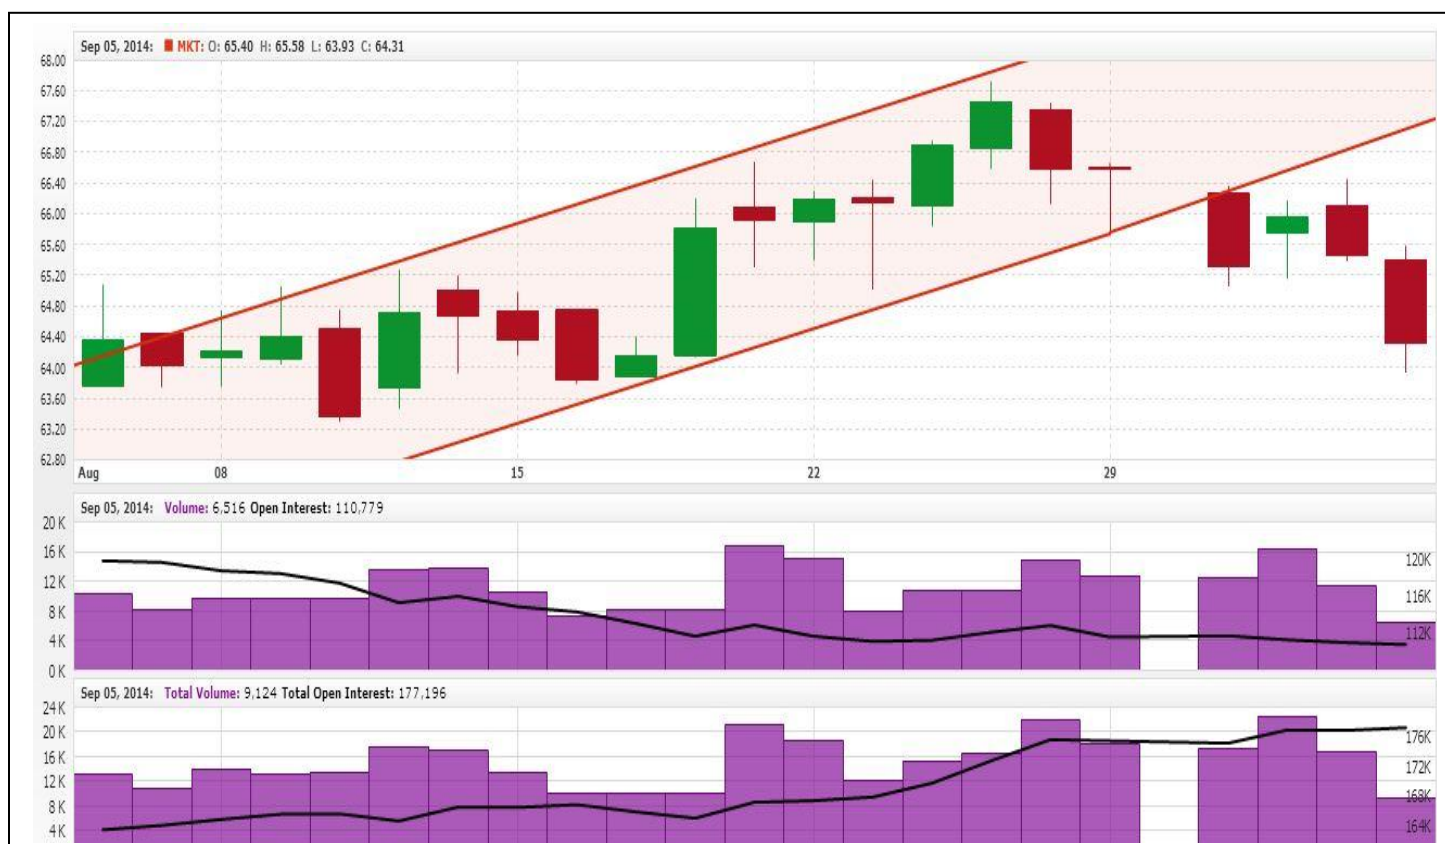 Sep 05, 2014: MKT: O: 65.40 H: 65.58 L: 63.93 C: 64.31
68.00
67.60
67.20
66.80
66.40
66.00
65.60
65.20
64.80
64.40
64.00
63.60
63.20
62.80
Aug 08 15 22 29
Sep 05, 2014: Volume: 6,516 Open Interest: 110,779
20 K
16 K
120K
12 K
116K
8 K
4 K
112K
0 K
Sep 05, 2014: Total Volume: 9,124 Total Open Interest: 177,196
24 K
20 K
176K
16 K
172K
12 K
168K
8 K
4 K
164K